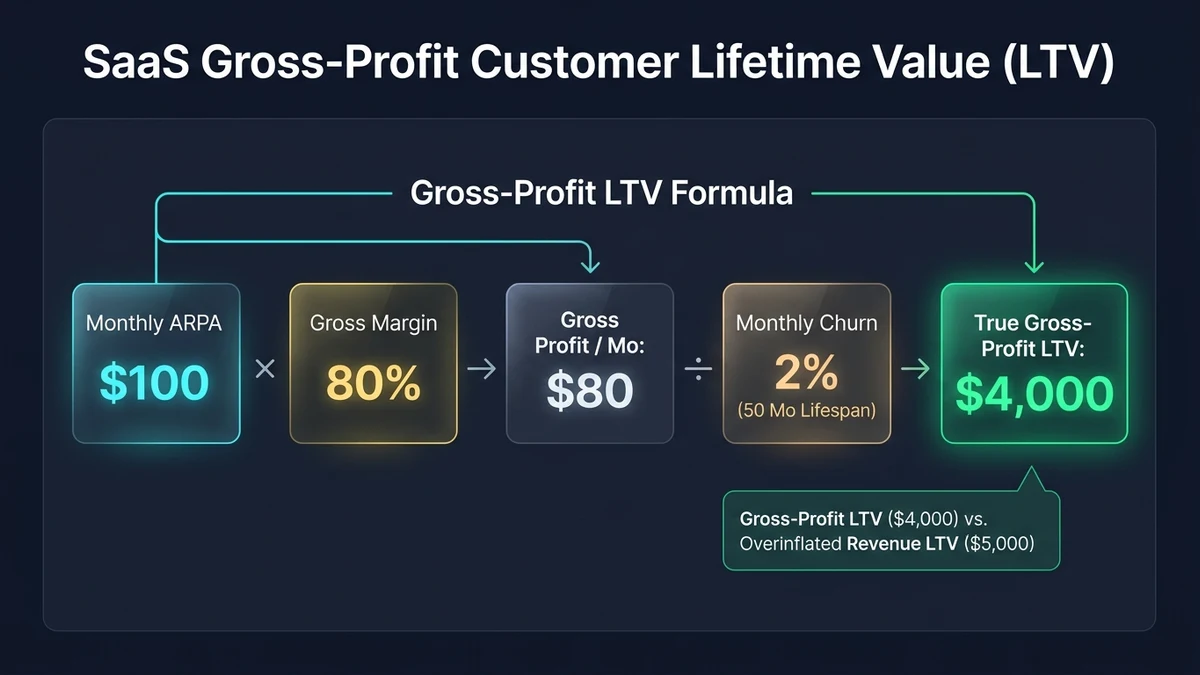 SaaS Gross-Profit Customer Lifetime Value (LTV)
Gross-Profit LTV Formula
Monthly ARPA
$100
×
Gross Margin
80%
→
Gross
Profit / Mo:
$80
÷
Monthly Churn
2%
(50 Mo Lifespan)
→
True Gross-
Profit LTV:
$4,000
Gross-Profit LTV ($4,000) vs.
Overinflated Revenue LTV ($5,000)